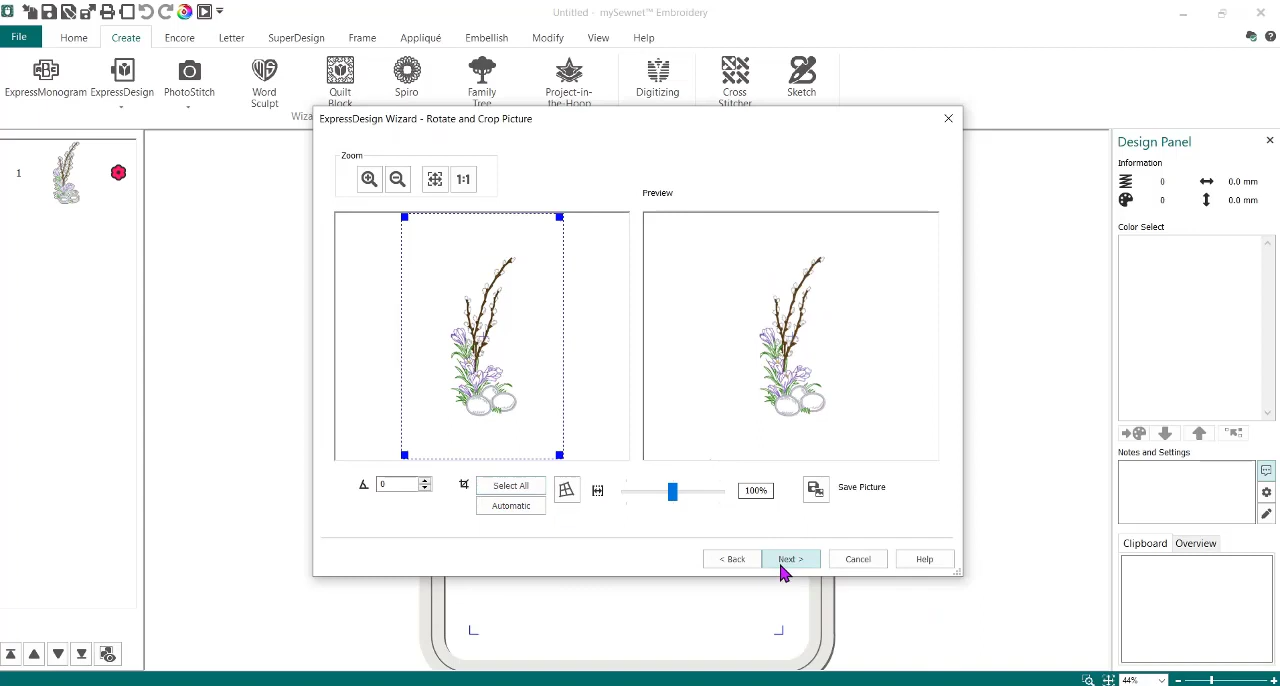 Untitled - mySewnet™ Embroidery
File Home Create Encore Letter SuperDesign Frame Appliqué Embellish Modify View Help
ExpressMonogram ExpressDesign PhotoStitch Word Sculpt Quilt Block Spiro Family Tree Project-in-the-Hoop Digitizing Cross Stitcher Sketch
Wiza
ExpressDesign Wizard - Rotate and Crop Picture
Zoom
1:1
Preview
1
0
Select All
Automatic
100%
Save Picture
< Back
Next >
Cancel
Help
Design Panel
Information
0
0.0 mm
0
0.0 mm
Color Select
Notes and Settings
Clipboard Overview
44%